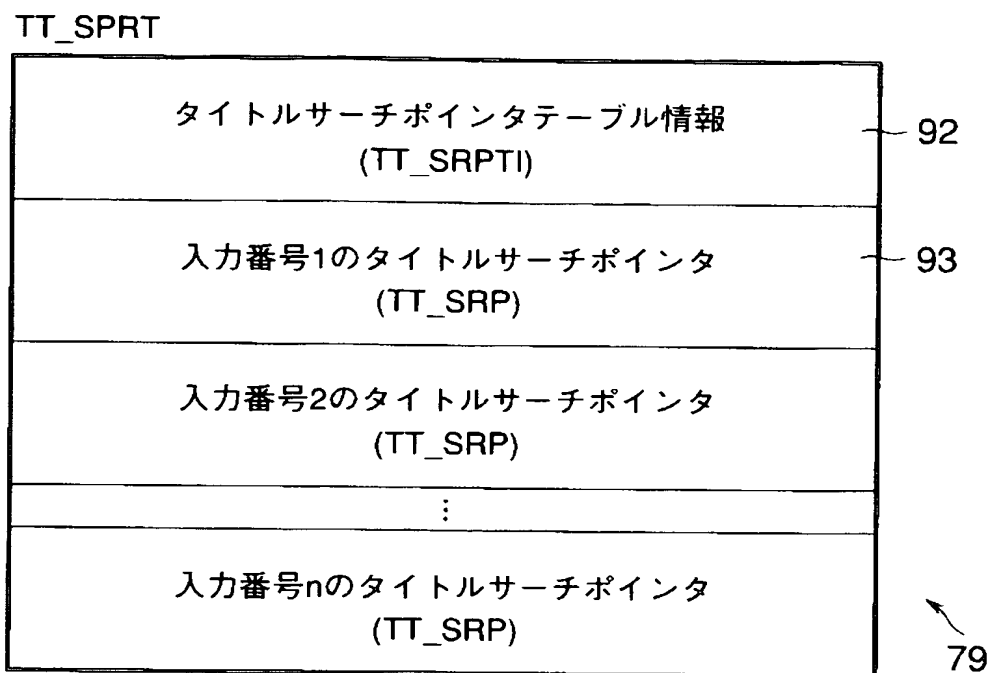 TT_SPRT
タイトルサーチポインタテーブル情報
(TT_SRPTI)
92
入力番号1のタイトルサーチポインタ
(TT_SRP)
93
入力番号2のタイトルサーチポインタ
(TT_SRP)
⋮
入力番号nのタイトルサーチポインタ
(TT_SRP)
79